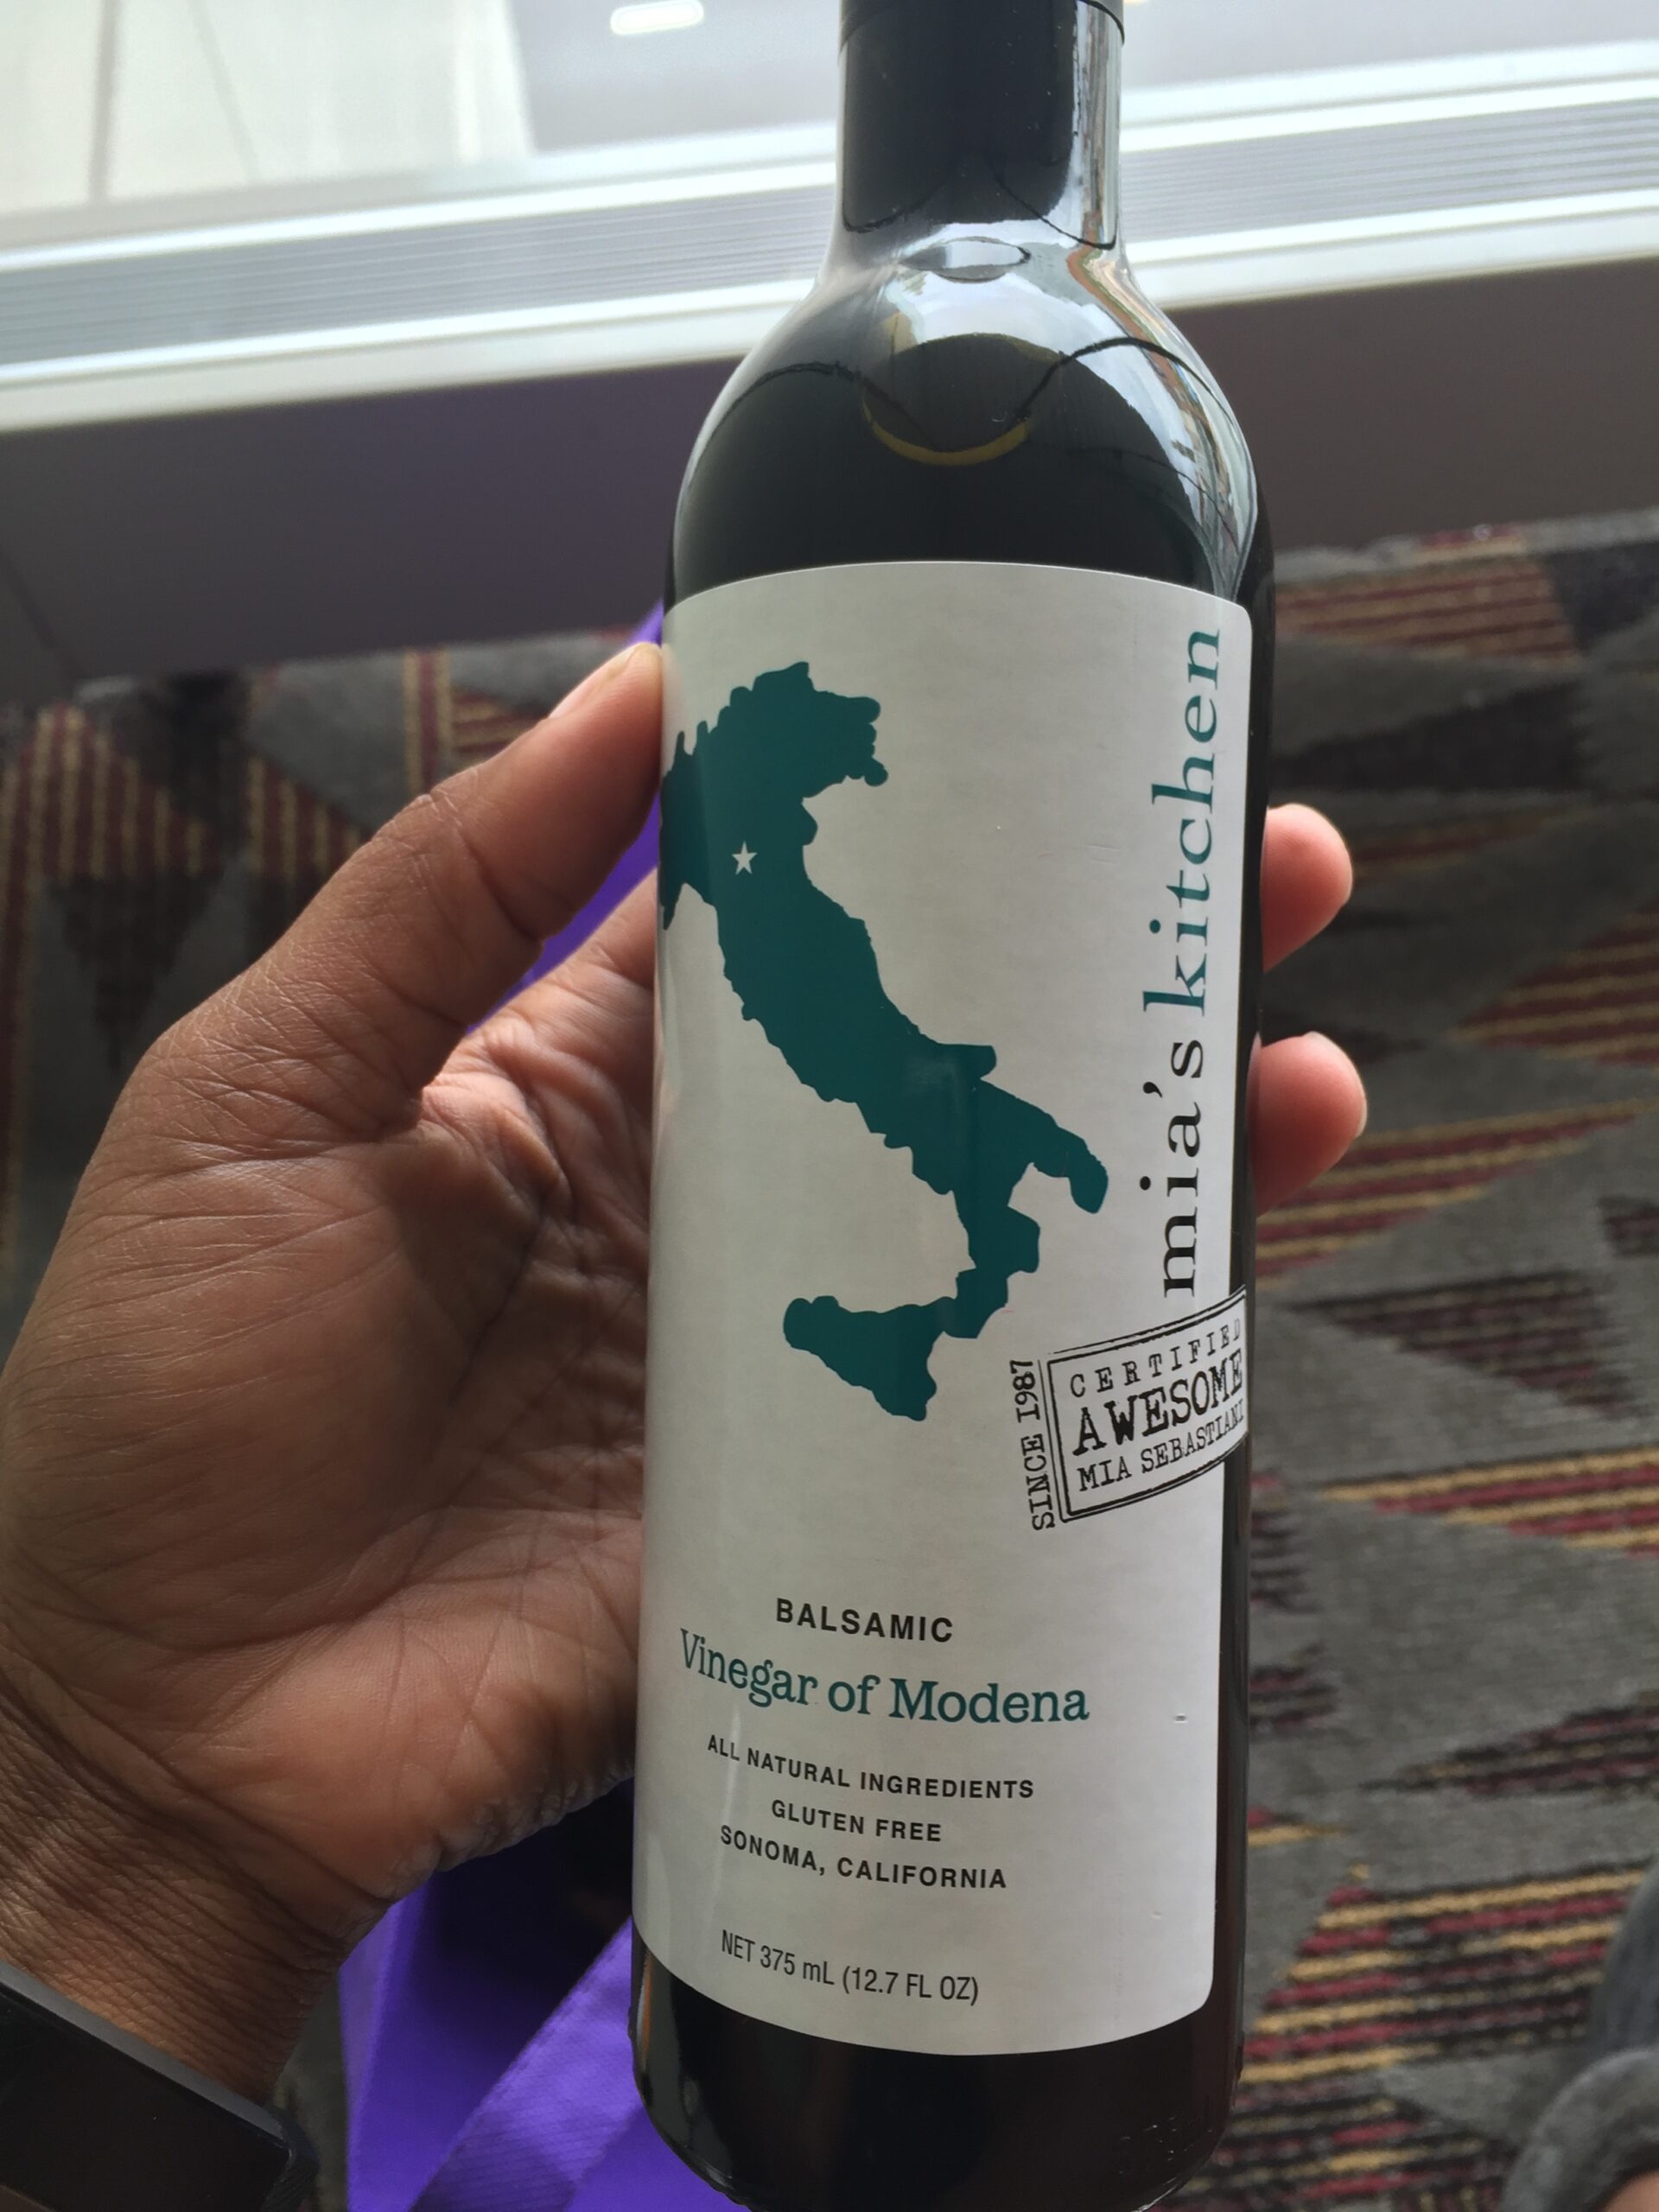 mia's kitchen
SINCE 1987
CERTIFIED
AWESOME
MIA SEBASTIANI
BALSAMIC
Vinegar of Modena
ALL NATURAL INGREDIENTS
GLUTEN FREE
SONOMA, CALIFORNIA
NET 375 mL (12.7 FL OZ)